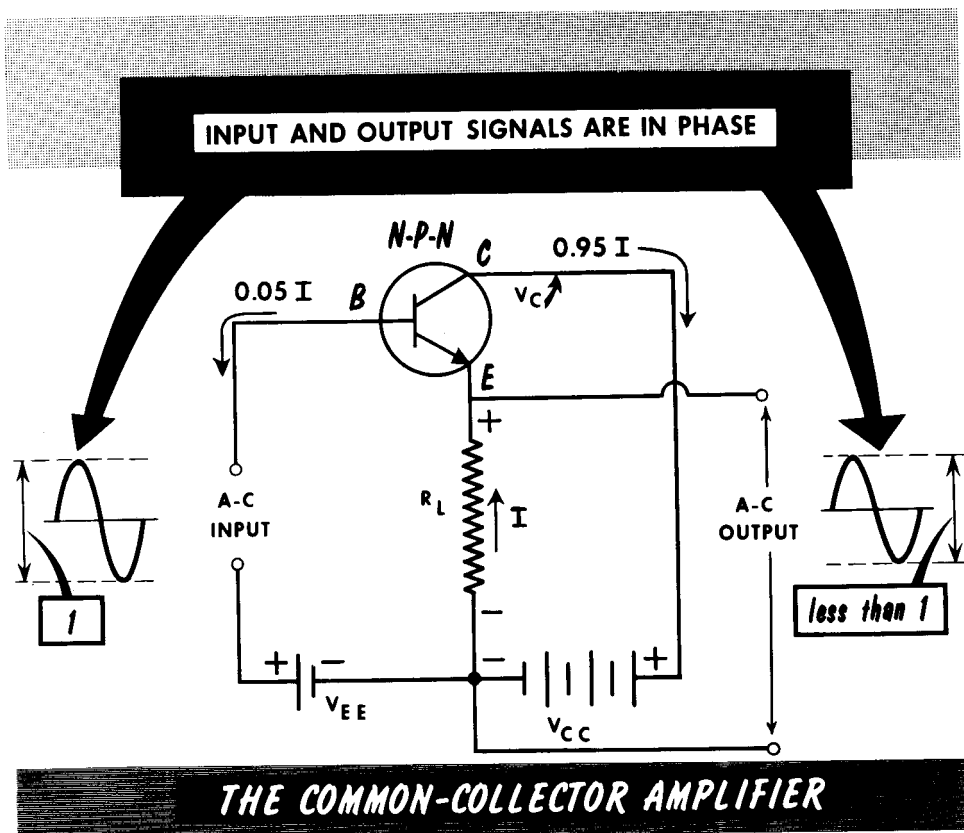 INPUT AND OUTPUT SIGNALS ARE IN PHASE
N-P-N
C
0.95 I
0.05 I
B
VC
E
+
A-C
INPUT
RL
I
A-C
OUTPUT
1
less than 1
−
+ −
− +
VEE
VCC
THE COMMON-COLLECTOR AMPLIFIER